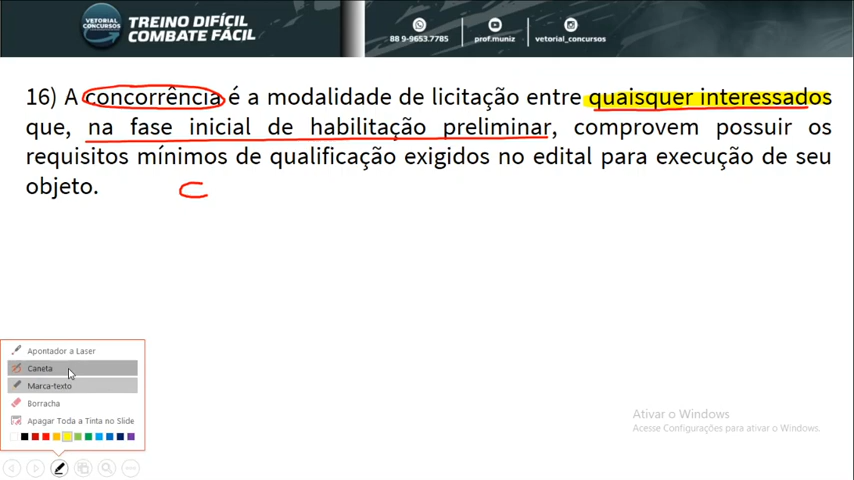 VETORIAL
CONCURSOS
TREINO DIFÍCIL
COMBATE FÁCIL
88 9-9653.7785
prof.muniz
vetorial_concursos
16) A concorrência é a modalidade de licitação entre quaisquer interessados
que, na fase inicial de habilitação preliminar, comprovem possuir os
requisitos mínimos de qualificação exigidos no edital para execução de seu
objeto.
C
Apontador a Laser
Caneta
Marca-texto
Borracha
Apagar Toda a Tinta no Slide
Ativar o Windows
Acesse Configurações para ativar o Windows.